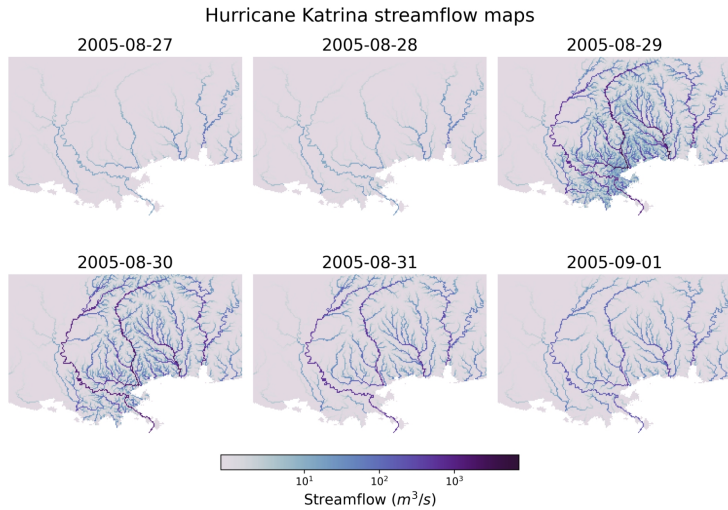 Hurricane Katrina streamflow maps
2005-08-27 2005-08-28 2005-08-29
2005-08-30 2005-08-31 2005-09-01
10¹ 10² 10³
Streamflow (m³/s)